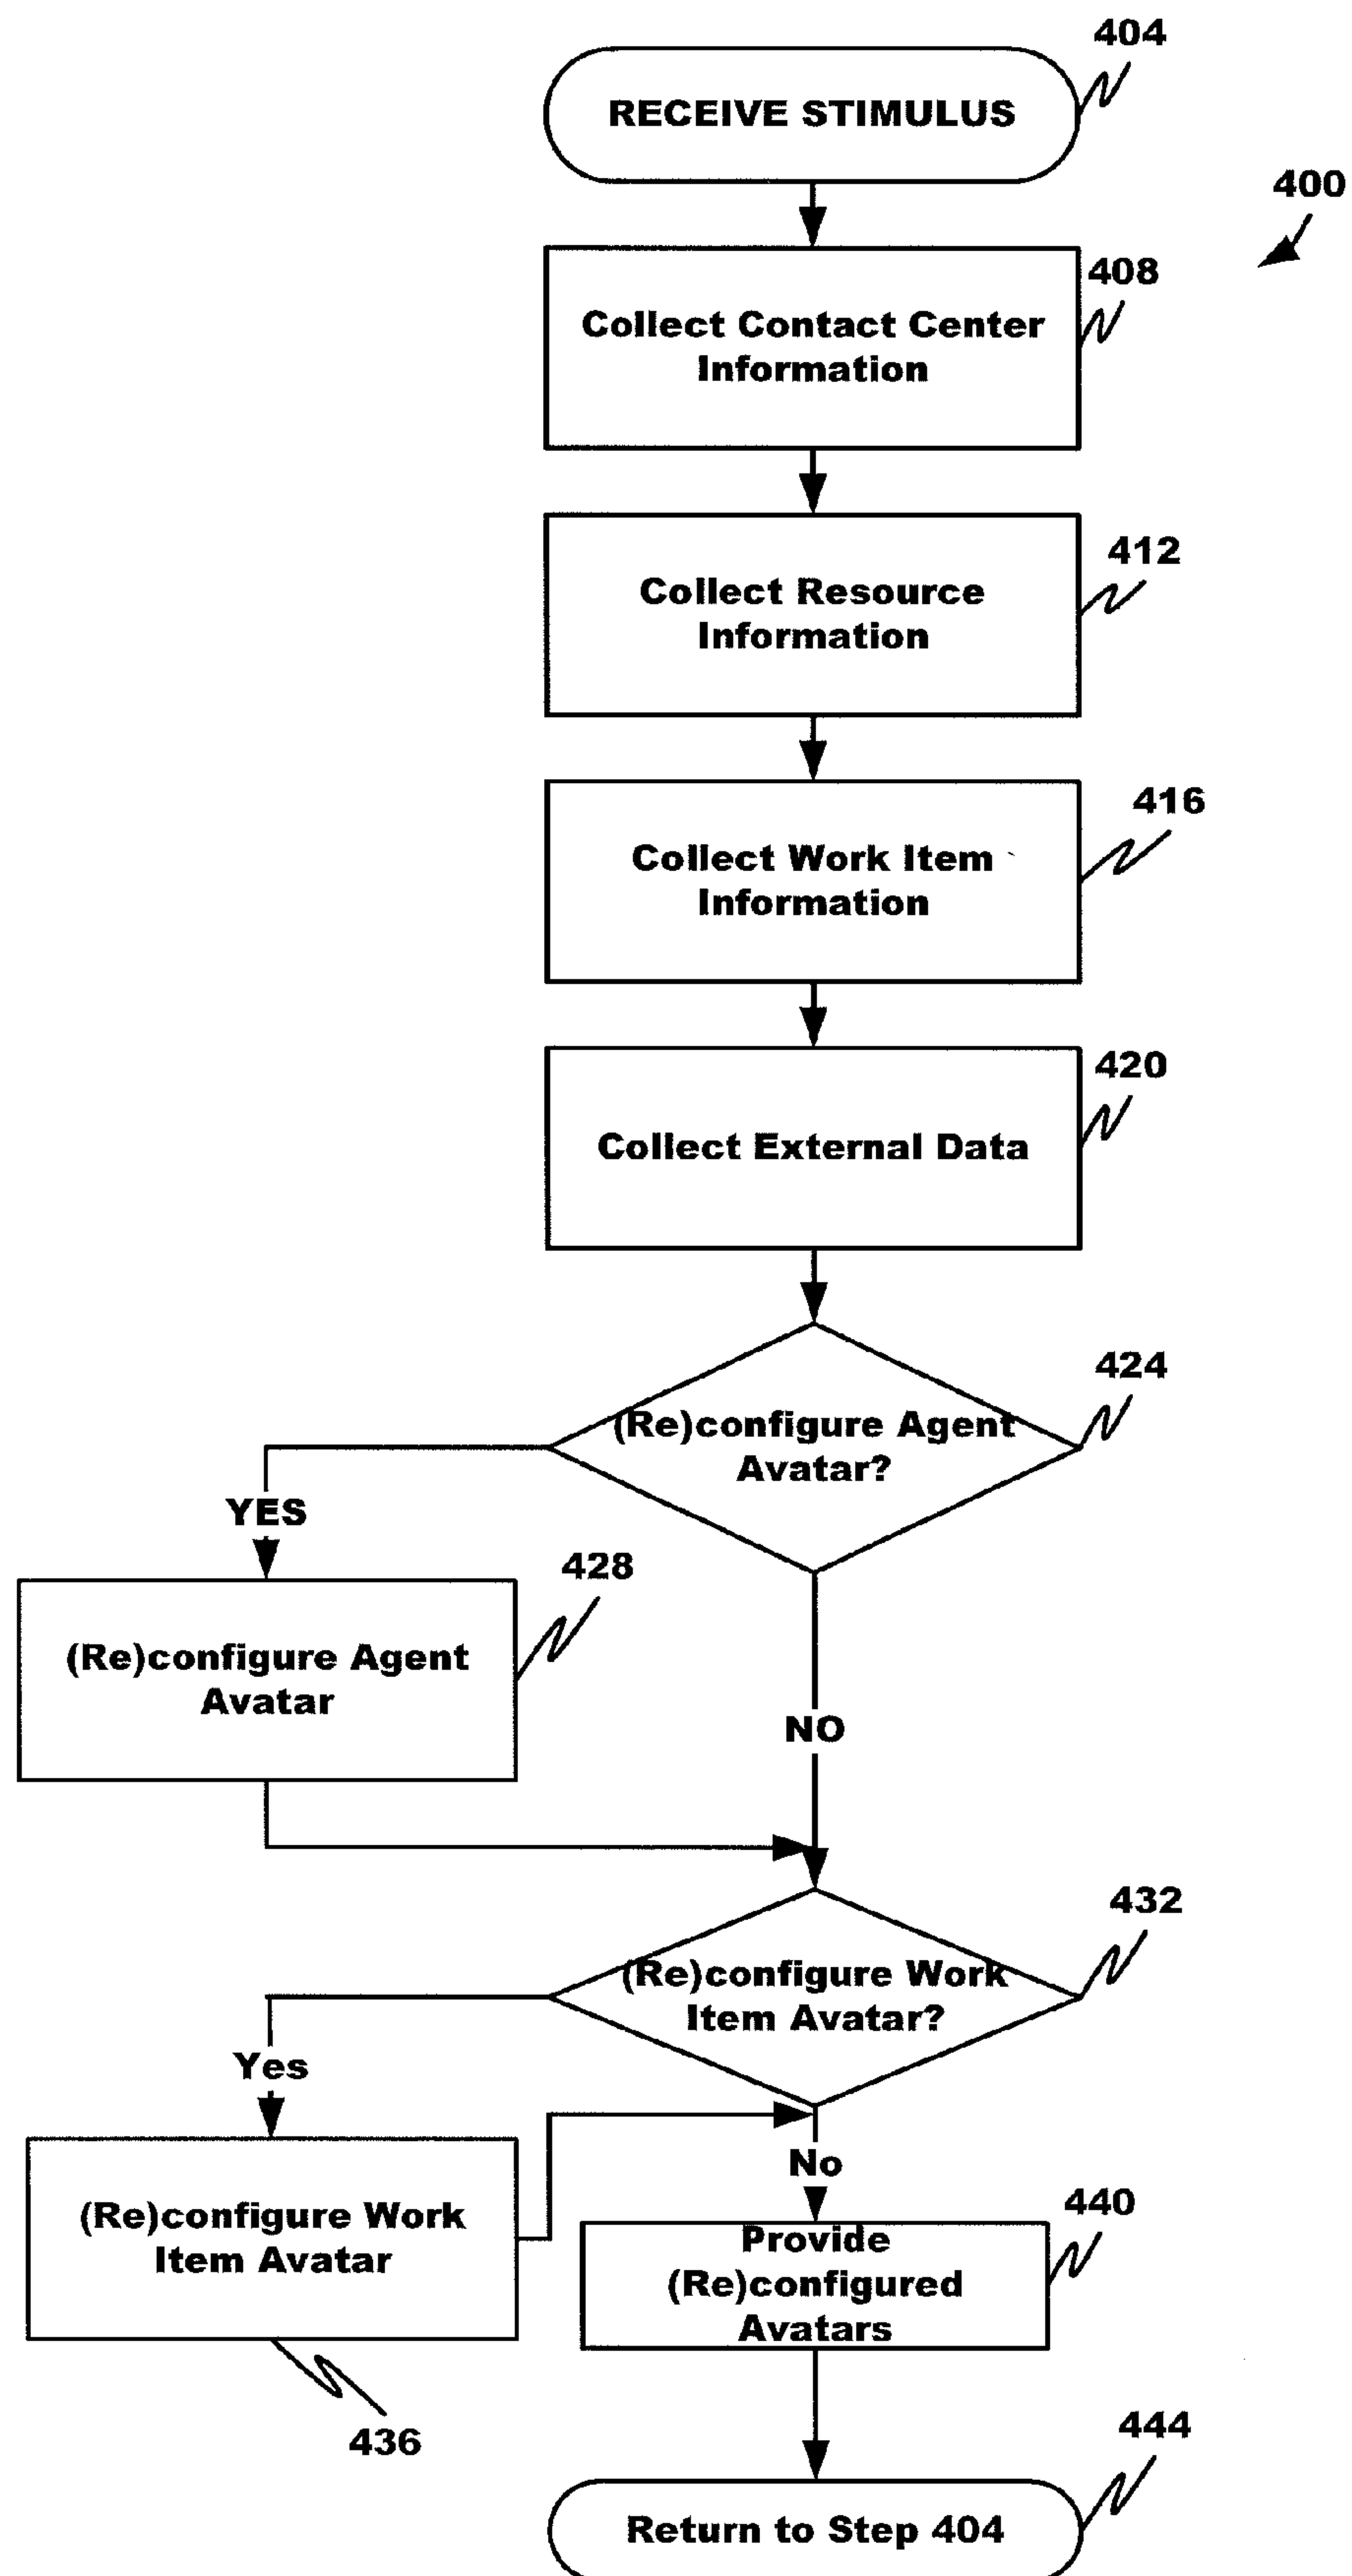 404
RECEIVE STIMULUS
400
408
Collect Contact Center
Information
412
Collect Resource
Information
416
Collect Work Item
Information
420
Collect External Data
424
(Re)configure Agent
Avatar?
YES
428
(Re)configure Agent
Avatar
NO
432
(Re)configure Work
Item Avatar?
Yes
No
(Re)configure Work
Item Avatar
436
440
Provide
(Re)configured
Avatars
444
Return to Step 404